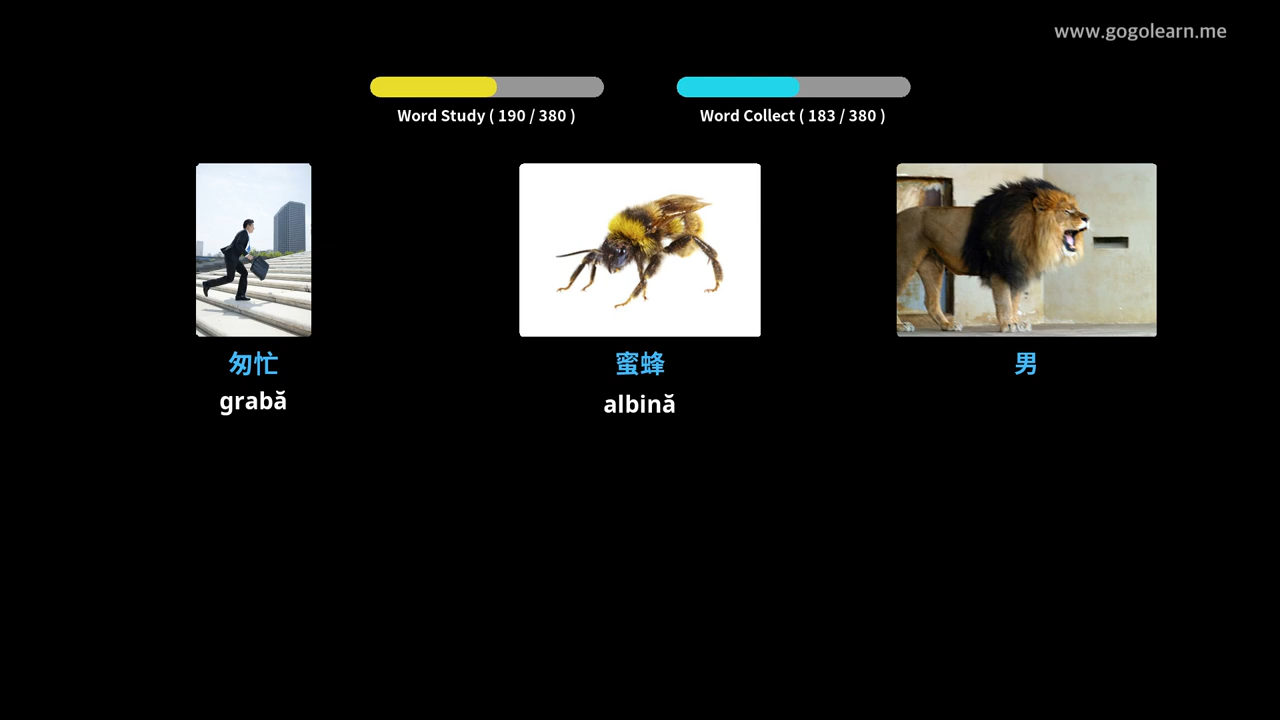 www.gogolearn.me
Word Study ( 190 / 380 )
Word Collect ( 183 / 380 )
匆忙
grabă
蜜蜂
albină
男